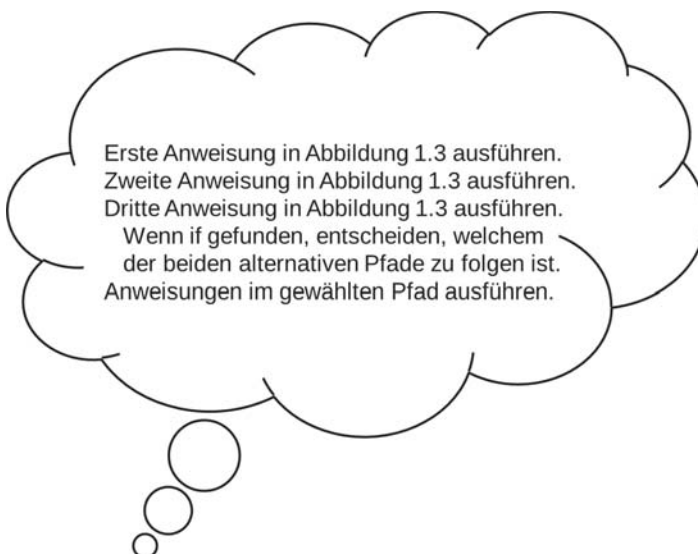 Erste Anweisung in Abbildung 1.3 ausführen.
Zweite Anweisung in Abbildung 1.3 ausführen.
Dritte Anweisung in Abbildung 1.3 ausführen.
Wenn if gefunden, entscheiden, welchem
der beiden alternativen Pfade zu folgen ist.
Anweisungen im gewählten Pfad ausführen.